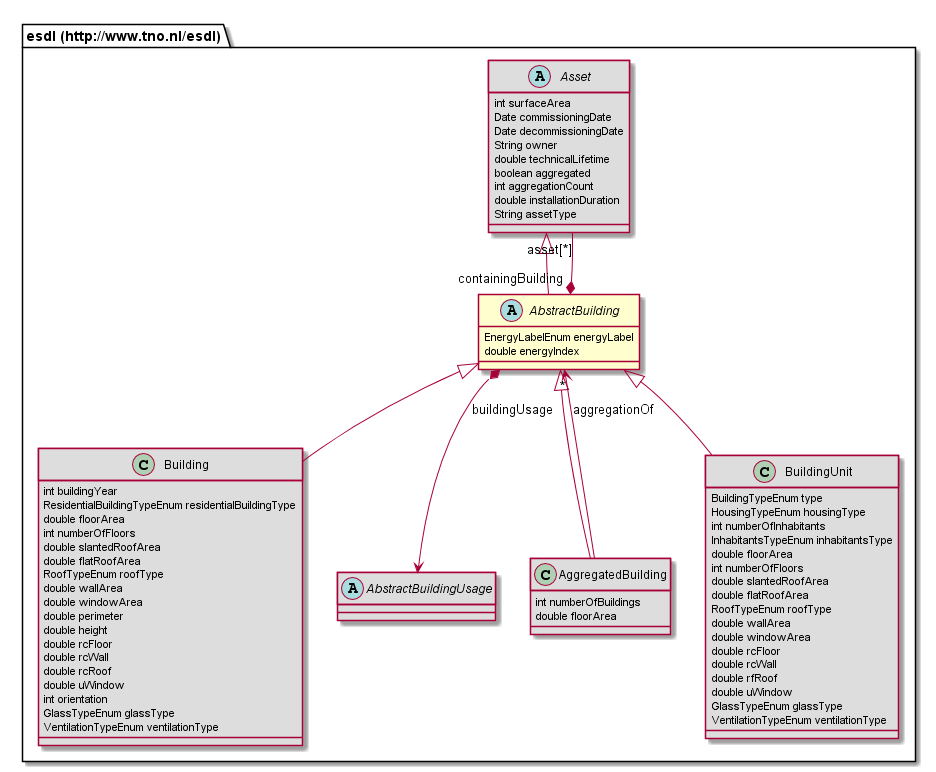 esdl (http://www.tno.nl/esdl)
A Asset
int surfaceArea
Date commissioningDate
Date decommissioningDate
String owner
double technicalLifetime
boolean aggregated
int aggregationCount
double installationDuration
String assetType
asset[*]
containingBuilding
A AbstractBuilding
EnergyLabelEnum energyLabel
double energyIndex
*
buildingUsage
aggregationOf
C Building
int buildingYear
ResidentialBuildingTypeEnum residentialBuildingType
double floorArea
int numberOfFloors
double slantedRoofArea
double flatRoofArea
RoofTypeEnum roofType
double wallArea
double windowArea
double perimeter
double height
double rcFloor
double rcWall
double rcRoof
double uWindow
int orientation
GlassTypeEnum glassType
VentilationTypeEnum ventilationType
A AbstractBuildingUsage
C AggregatedBuilding
int numberOfBuildings
double floorArea
C BuildingUnit
BuildingTypeEnum type
HousingTypeEnum housingType
int numberOfInhabitants
InhabitantsTypeEnum inhabitantsType
double floorArea
int numberOfFloors
double slantedRoofArea
double flatRoofArea
RoofTypeEnum roofType
double wallArea
double windowArea
double rcFloor
double rcWall
double rfRoof
double uWindow
GlassTypeEnum glassType
VentilationTypeEnum ventilationType